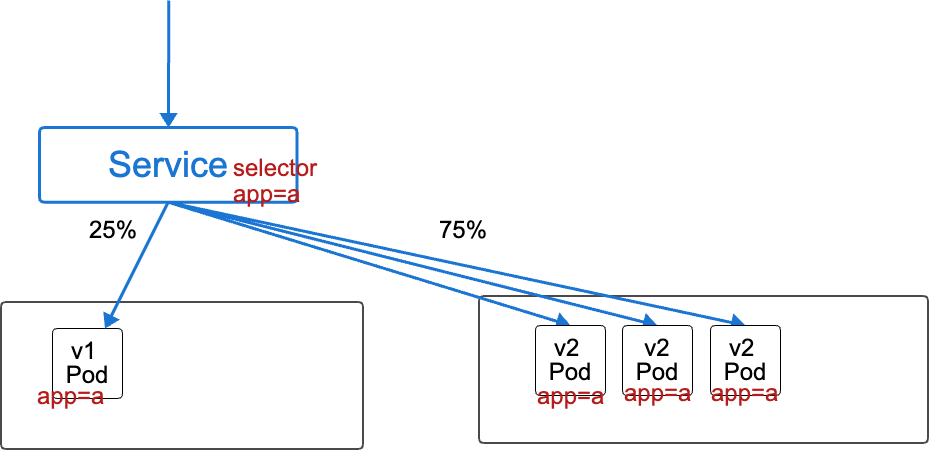 Service
selector
app=a
25%
75%
v1
Pod
app=a
v2
Pod
app=a
v2
Pod
app=a
v2
Pod
app=a